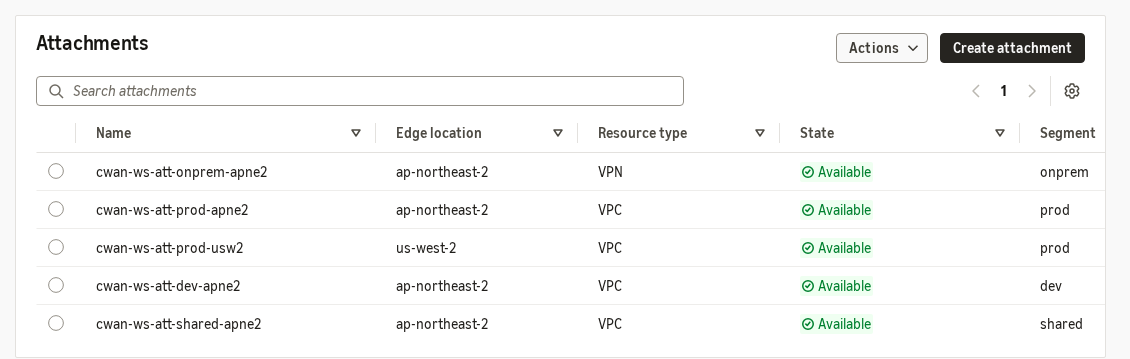 Attachments
Actions
Create attachment
Search attachments
1
Name Edge location Resource type State Segment
cwan-ws-att-onprem-apne2 ap-northeast-2 VPN Available onprem
cwan-ws-att-prod-apne2 ap-northeast-2 VPC Available prod
cwan-ws-att-prod-usw2 us-west-2 VPC Available prod
cwan-ws-att-dev-apne2 ap-northeast-2 VPC Available dev
cwan-ws-att-shared-apne2 ap-northeast-2 VPC Available shared